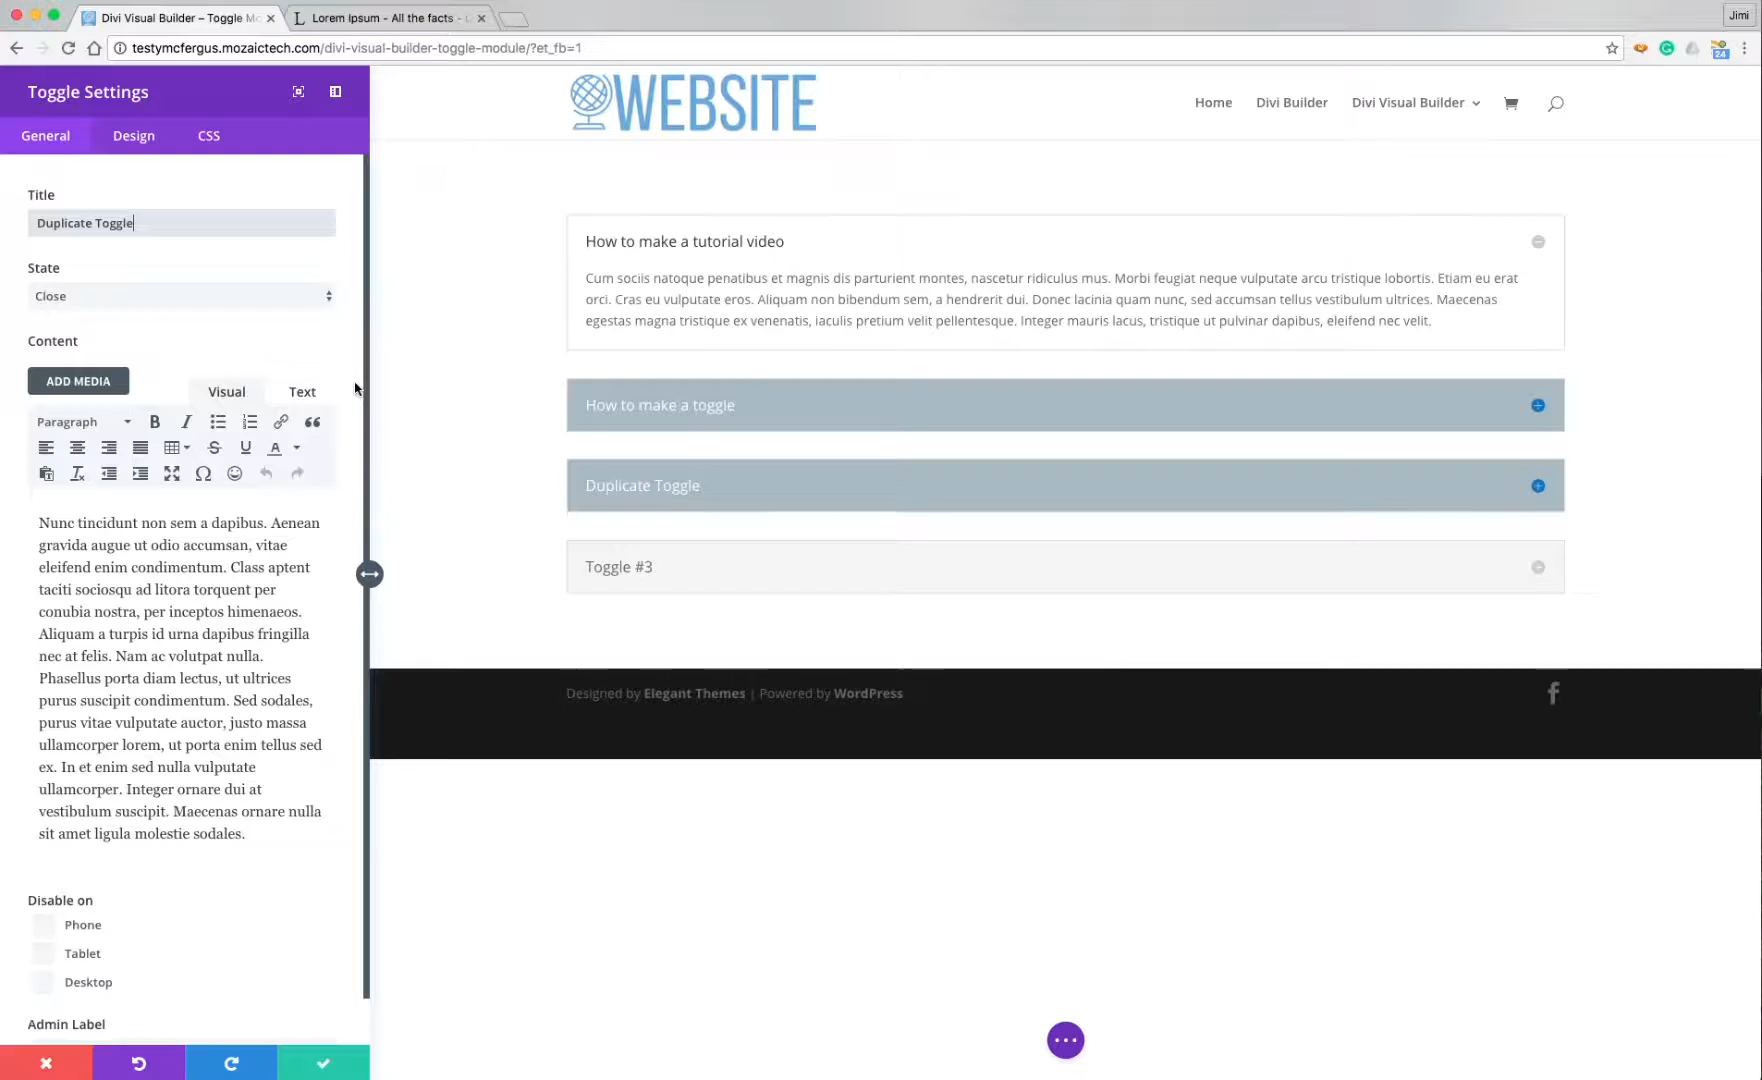 Divi Visual Builder – Toggle Mo
Lorem Ipsum - All the facts -
Jimi
testymcfergus.mozaictech.com/divi-visual-builder-toggle-module/?et_fb=1
24
Toggle Settings
General
Design
CSS
Title
Duplicate Toggle
State
Close
Content
ADD MEDIA
Visual
Text
Paragraph
Nunc tincidunt non sem a dapibus. Aenean
gravida augue ut odio accumsan, vitae
eleifend enim condimentum. Class aptent
taciti sociosqu ad litora torquent per
conubia nostra, per inceptos himenaeos.
Aliquam a turpis id urna dapibus fringilla
nec at felis. Nam ac volutpat nulla.
Phasellus porta diam lectus, ut ultrices
purus suscipit condimentum. Sed sodales,
purus vitae vulputate auctor, justo massa
ullamcorper lorem, ut porta enim tellus sed
ex. In et enim sed nulla vulputate
ullamcorper. Integer ornare dui at
vestibulum suscipit. Maecenas ornare nulla
sit amet ligula molestie sodales.
Disable on
Phone
Tablet
Desktop
Admin Label
WEBSITE
Home
Divi Builder
Divi Visual Builder
How to make a tutorial video
Cum sociis natoque penatibus et magnis dis parturient montes, nascetur ridiculus mus. Morbi feugiat neque vulputate arcu tristique lobortis. Etiam eu erat
orci. Cras eu vulputate eros. Aliquam non bibendum sem, a hendrerit dui. Donec lacinia quam nunc, sed accumsan tellus vestibulum ultrices. Maecenas
egestas magna tristique ex venenatis, iaculis pretium velit pellentesque. Integer mauris lacus, tristique ut pulvinar dapibus, eleifend nec velit.
How to make a toggle
Duplicate Toggle
Toggle #3
Designed by Elegant Themes | Powered by WordPress